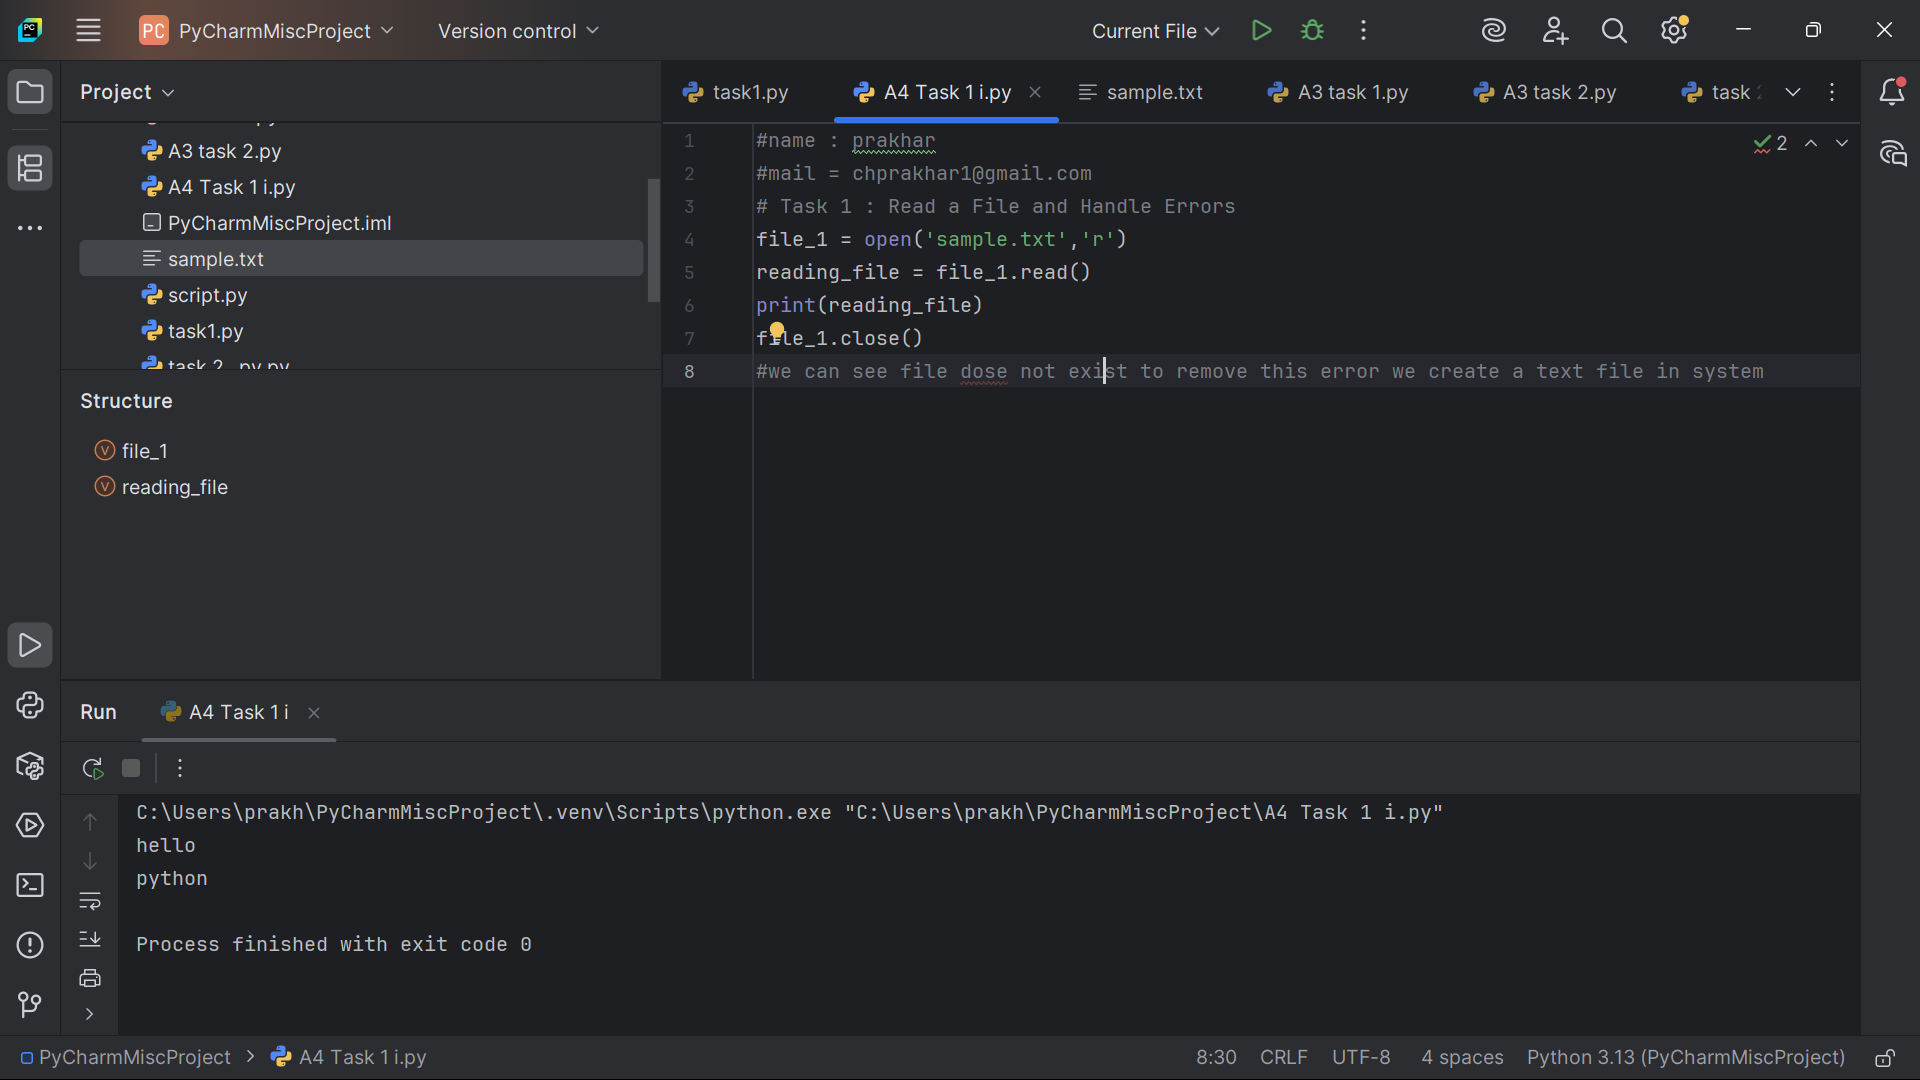 PC PyCharmMiscProject Version control Current File
Project
A3 task 2.py
A4 Task 1 i.py
PyCharmMiscProject.iml
sample.txt
script.py
task1.py
task 2 .py.py
Structure
file_1
reading_file
task1.py A4 Task 1 i.py sample.txt A3 task 1.py A3 task 2.py task
1 #name : prakhar
2 #mail = chprakhar1@gmail.com
3 # Task 1 : Read a File and Handle Errors
4 file_1 = open('sample.txt','r')
5 reading_file = file_1.read()
6 print(reading_file)
7 file_1.close()
8 #we can see file dose not exist to remove this error we create a text file in system
2
Run A4 Task 1 i
C:\Users\prakh\PyCharmMiscProject\.venv\Scripts\python.exe "C:\Users\prakh\PyCharmMiscProject\A4 Task 1 i.py"
hello
python
Process finished with exit code 0
PyCharmMiscProject > A4 Task 1 i.py 8:30 CRLF UTF-8 4 spaces Python 3.13 (PyCharmMiscProject)